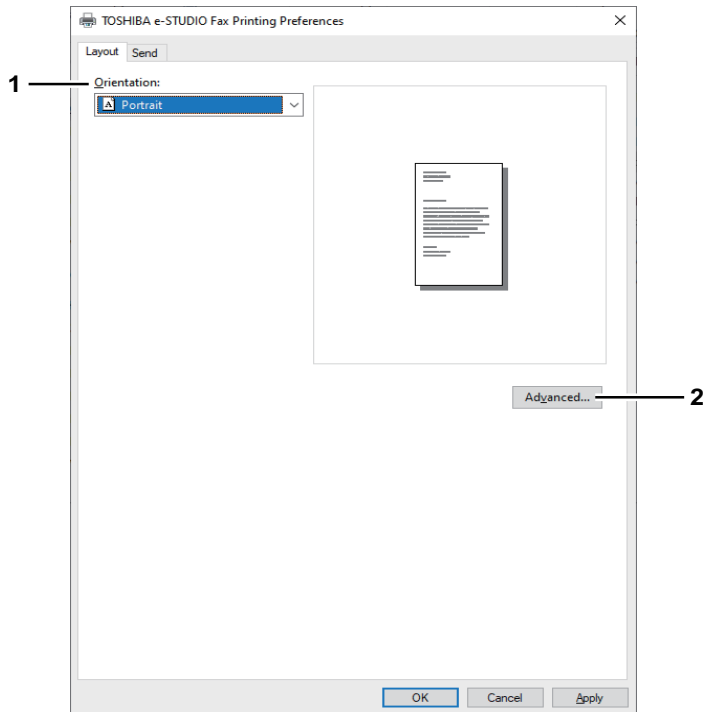 TOSHIBA e-STUDIO Fax Printing Preferences
Layout Send
1
Orientation:
A Portrait
Advanced...
2
OK Cancel Apply